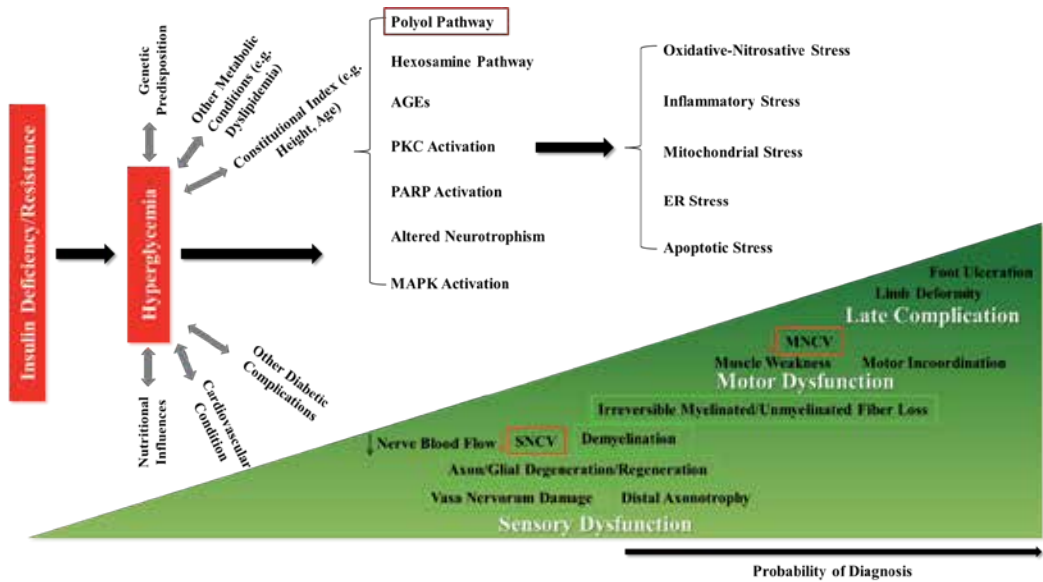 Insulin Deficiency/Resistance
Hyperglycemia
Genetic
Predisposition
Other Metabolic
Conditions (e.g.
Dyslipidemia)
Constitutional Index (e.g.
Height, Age)
Nutritional
Influences
Cardiovascular
Condition
Other Diabetic
Complications
Polyol Pathway
Hexosamine Pathway
AGEs
PKC Activation
PARP Activation
Altered Neurotrophism
MAPK Activation
Oxidative-Nitrosative Stress
Inflammatory Stress
Mitochondrial Stress
ER Stress
Apoptotic Stress
Foot Ulceration
Limb Deformity
Late Complication
MNCV
Muscle Weakness Motor Incoordination
Motor Dysfunction
Irreversible Myelinated/Unmyelinated Fiber Loss
↓ Nerve Blood Flow SNCV Demyelination
Axon/Glial Degeneration/Regeneration
Vasa Nervorum Damage Distal Axonotrophy
Sensory Dysfunction
Probability of Diagnosis